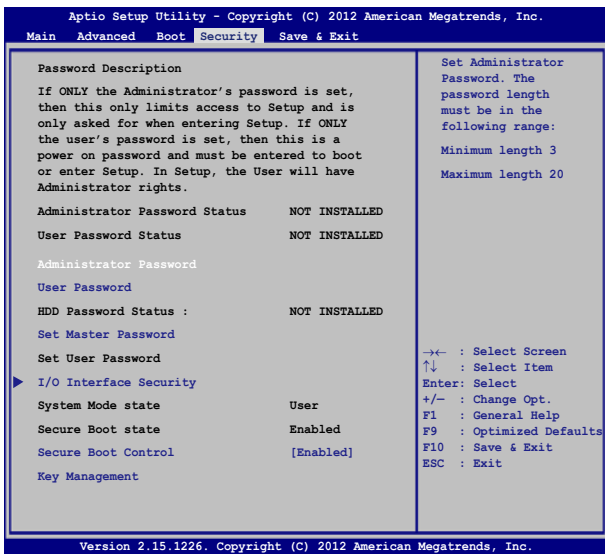 Aptio Setup Utility - Copyright (C) 2012 American Megatrends, Inc.
Main Advanced Boot Security Save & Exit
Password Description
If ONLY the Administrator's password is set,
then this only limits access to Setup and is
only asked for when entering Setup. If ONLY
the user's password is set, then this is a
power on password and must be entered to boot
or enter Setup. In Setup, the User will have
Administrator rights.
Administrator Password Status NOT INSTALLED
User Password Status NOT INSTALLED
Administrator Password
User Password
HDD Password Status : NOT INSTALLED
Set Master Password
Set User Password
I/O Interface Security
System Mode state User
Secure Boot state Enabled
Secure Boot Control [Enabled]
Key Management
Set Administrator
Password. The
password length
must be in the
following range:
Minimum length 3
Maximum length 20
→← : Select Screen
↑↓ : Select Item
Enter: Select
+/— : Change Opt.
F1 : General Help
F9 : Optimized Defaults
F10 : Save & Exit
ESC : Exit
Version 2.15.1226. Copyright (C) 2012 American Megatrends, Inc.